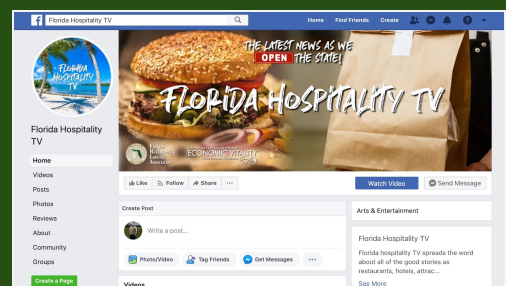 Florida Hospitality TV
Home
Find Friends
Create
FLORIDA
HOSPITALITY
TV
THE LATEST NEWS AS WE
OPEN THE STATE!
FLORIDA HOSPITALITY TV
ECONOMIC VITALITY
Florida Hospitality
TV
Home
Videos
Posts
Photos
Reviews
About
Community
Groups
Create a Page
Like
Follow
Share
Watch Video
Send Message
Create Post
Write a post...
Photo/Video
Tag Friends
Get Messages
Videos
Arts & Entertainment
Florida Hospitality TV
Florida hospitality TV spreads the word
about all of the good stories as
restaurants, hotels, attrac...
See More